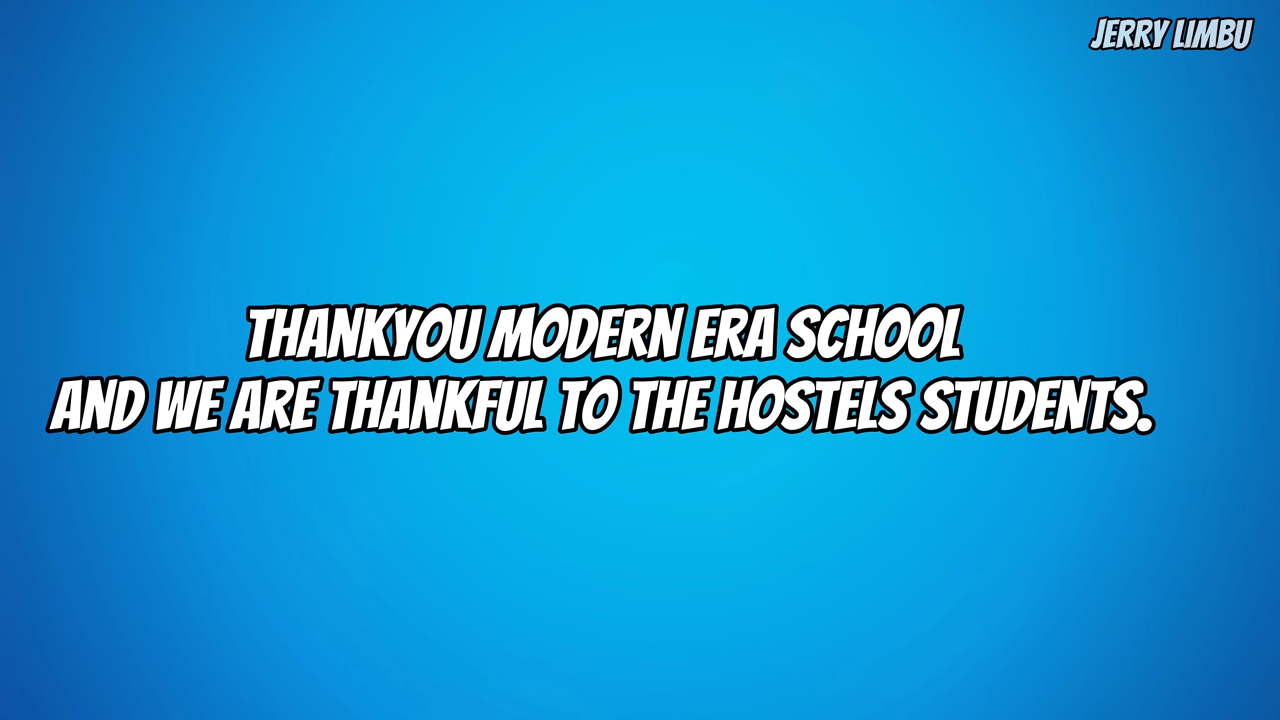 JERRY LIMBU
THANKYOU MODERN ERA SCHOOL
AND WE ARE THANKFUL TO THE HOSTELS STUDENTS.